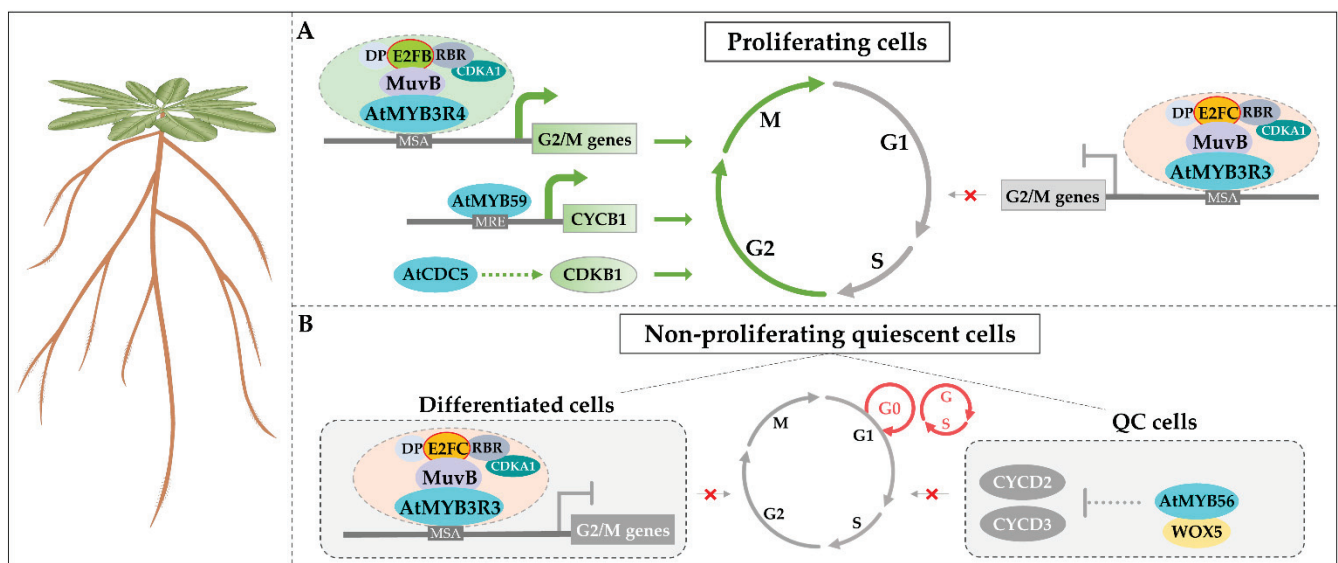 A
Proliferating cells
DP E2FB RBR
CDKA1
MuvB
AtMYB3R4
MSA
G2/M genes
AtMYB59
MRE
CYCB1
AtCDC5
CDKB1
M
G1
G2
S
DP E2FC RBR
CDKA1
MuvB
AtMYB3R3
G2/M genes
MSA
B
Non-proliferating quiescent cells
Differentiated cells
DP E2FC RBR
CDKA1
MuvB
AtMYB3R3
MSA
G2/M genes
M
G1
G2
S
G0
G
S
QC cells
CYCD2
CYCD3
AtMYB56
WOX5